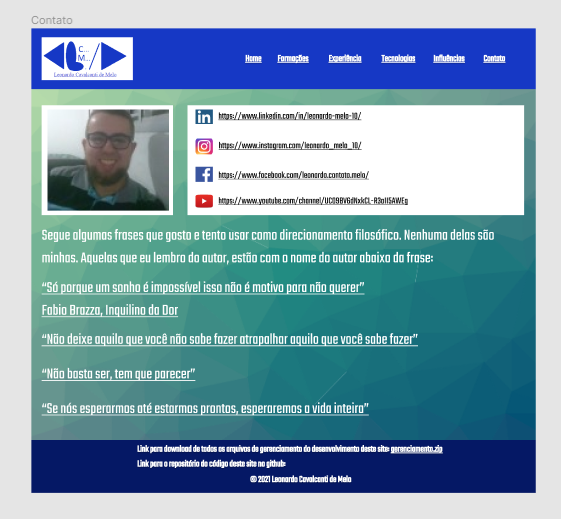 Contato
C...
M...
Leonardo Cavalcanti de Melo
Home Formações Experiência Tecnologias Influências Contato
https://www.linkedin.com/in/leonardo-melo-10/
https://www.instagram.com/leonardo_melo_10/
https://www.facebook.com/leonardo.contato.melo/
https://www.youtube.com/channel/UCO9BV6dNxkCL-R3oII5AWEg
Segue algumas frases que gosto e tento usar como direcionamento filosófico. Nenhuma delas são
minhas. Aquelas que eu lembro do autor, estão com o nome do autor abaixo da frase:
“Só porque um sonho é impossível isso não é motivo para não querer”
Fabio Brazza, Inquilino da Dor
“Não deixe aquilo que você não sabe fazer atrapalhar aquilo que você sabe fazer”
“Não basta ser, tem que parecer”
“Se nós esperarmos até estarmos prontos, esperaremos a vida inteira”
Link para download de todos os arquivos de gerenciamento do desenvolvimento deste site: gerenciamento.zip
Link para o repositório do código deste site no github:
© 2021 Leonardo Cavalcanti de Melo